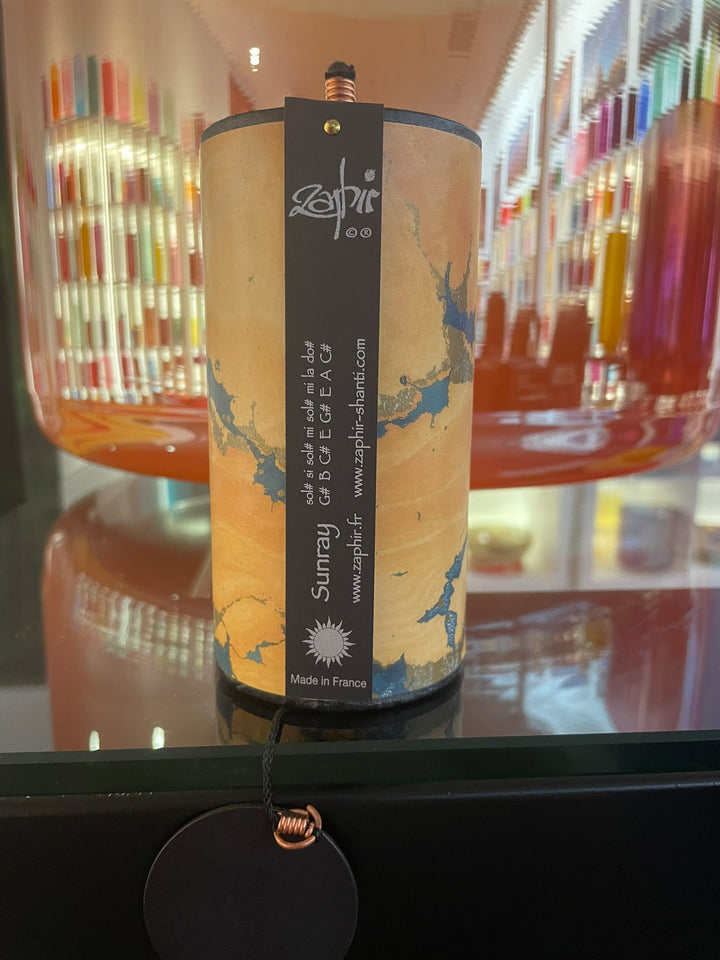 zaphir
©®
Sunray
sol# si sol# mi sol# mi la do#
G# B C# E G# E A C#
www.zaphir.fr www.zaphir-shanti.com
Made in France